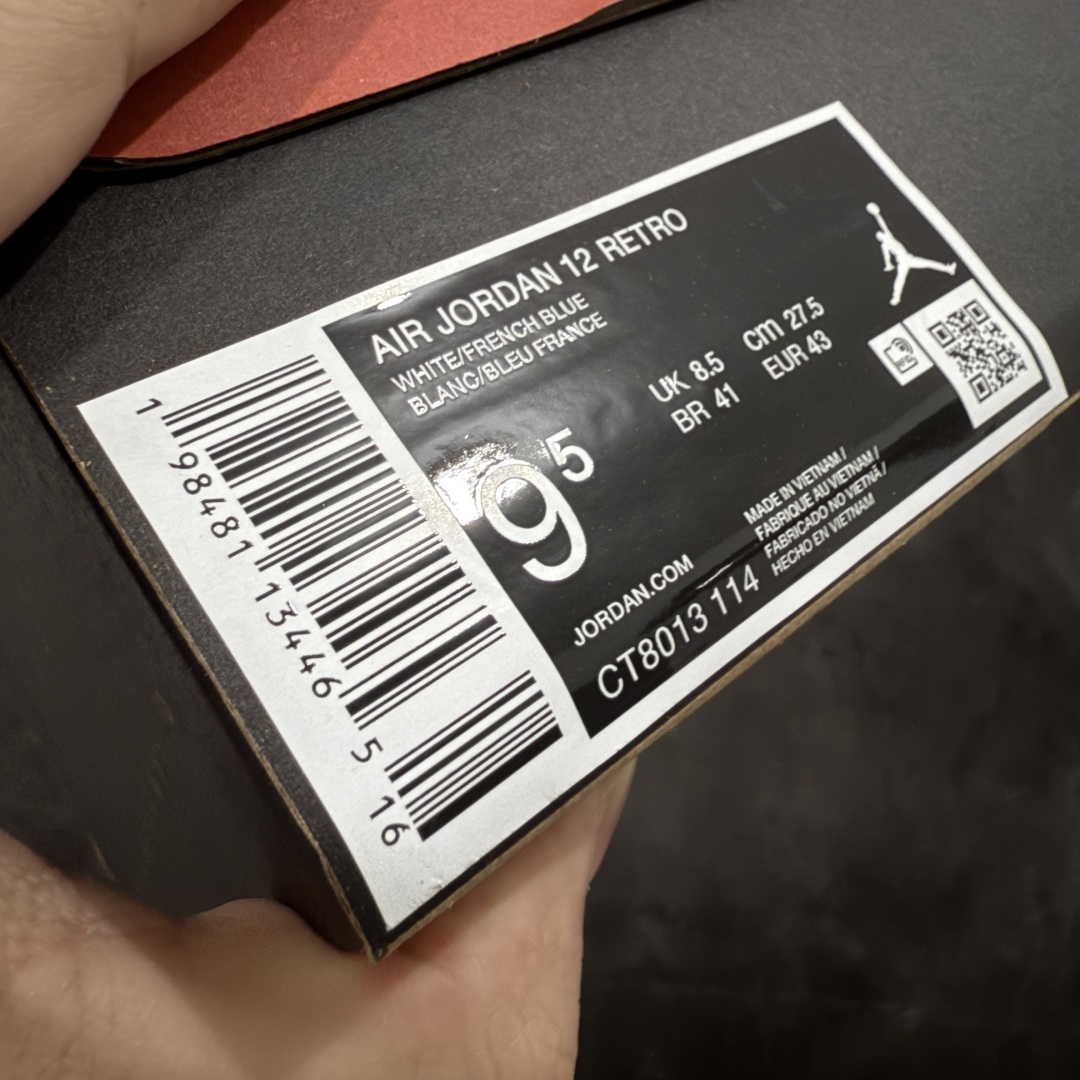 AIR JORDAN 12 RETRO
WHITE/FRENCH BLUE
BLANC/BLEU FRANCE
9 5
UK 8.5 cm 27.5
BR 41 EUR 43
MADE IN VIETNAM /
FABRIQUE AU VIETNAM /
FABRICADO NO VIETNÃ /
HECHO EN VIETNAM
JORDAN.COM
CT8013 114
1 98481 13446 5 16